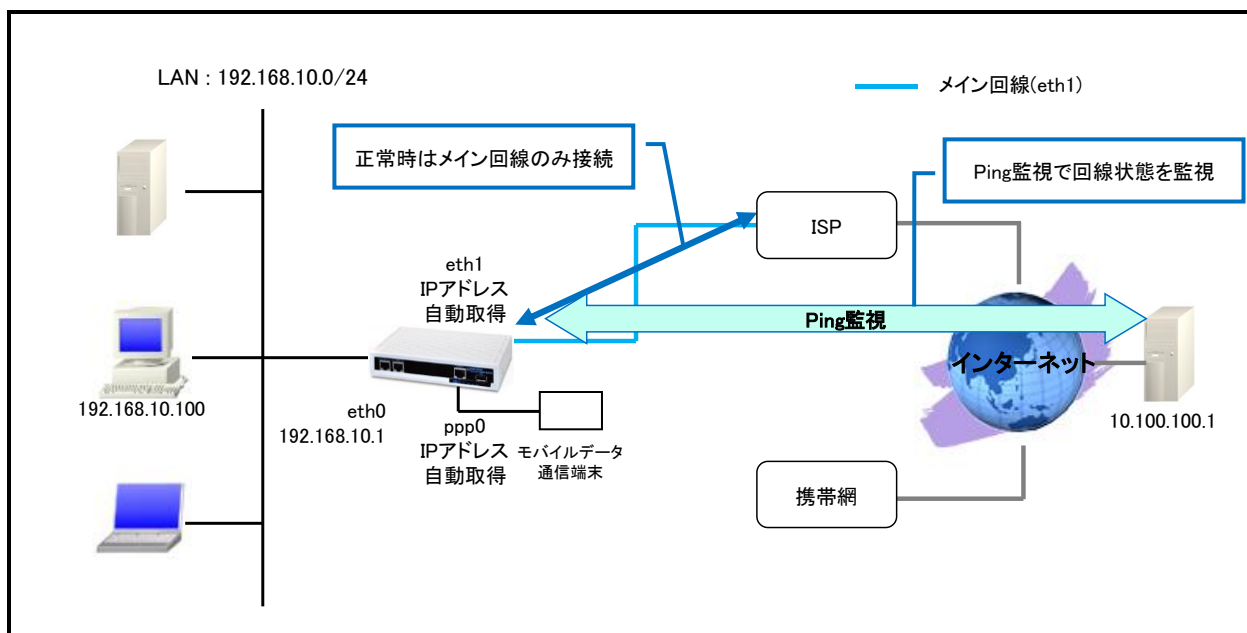 LAN : 192.168.10.0/24
メイン回線(eth1)
正常時はメイン回線のみ接続
Ping監視で回線状態を監視
ISP
eth1
IPアドレス
自動取得
Ping監視
インターネット
192.168.10.100
eth0
192.168.10.1
ppp0
IPアドレス
自動取得
モバイルデータ
通信端末
10.100.100.1
携帯網